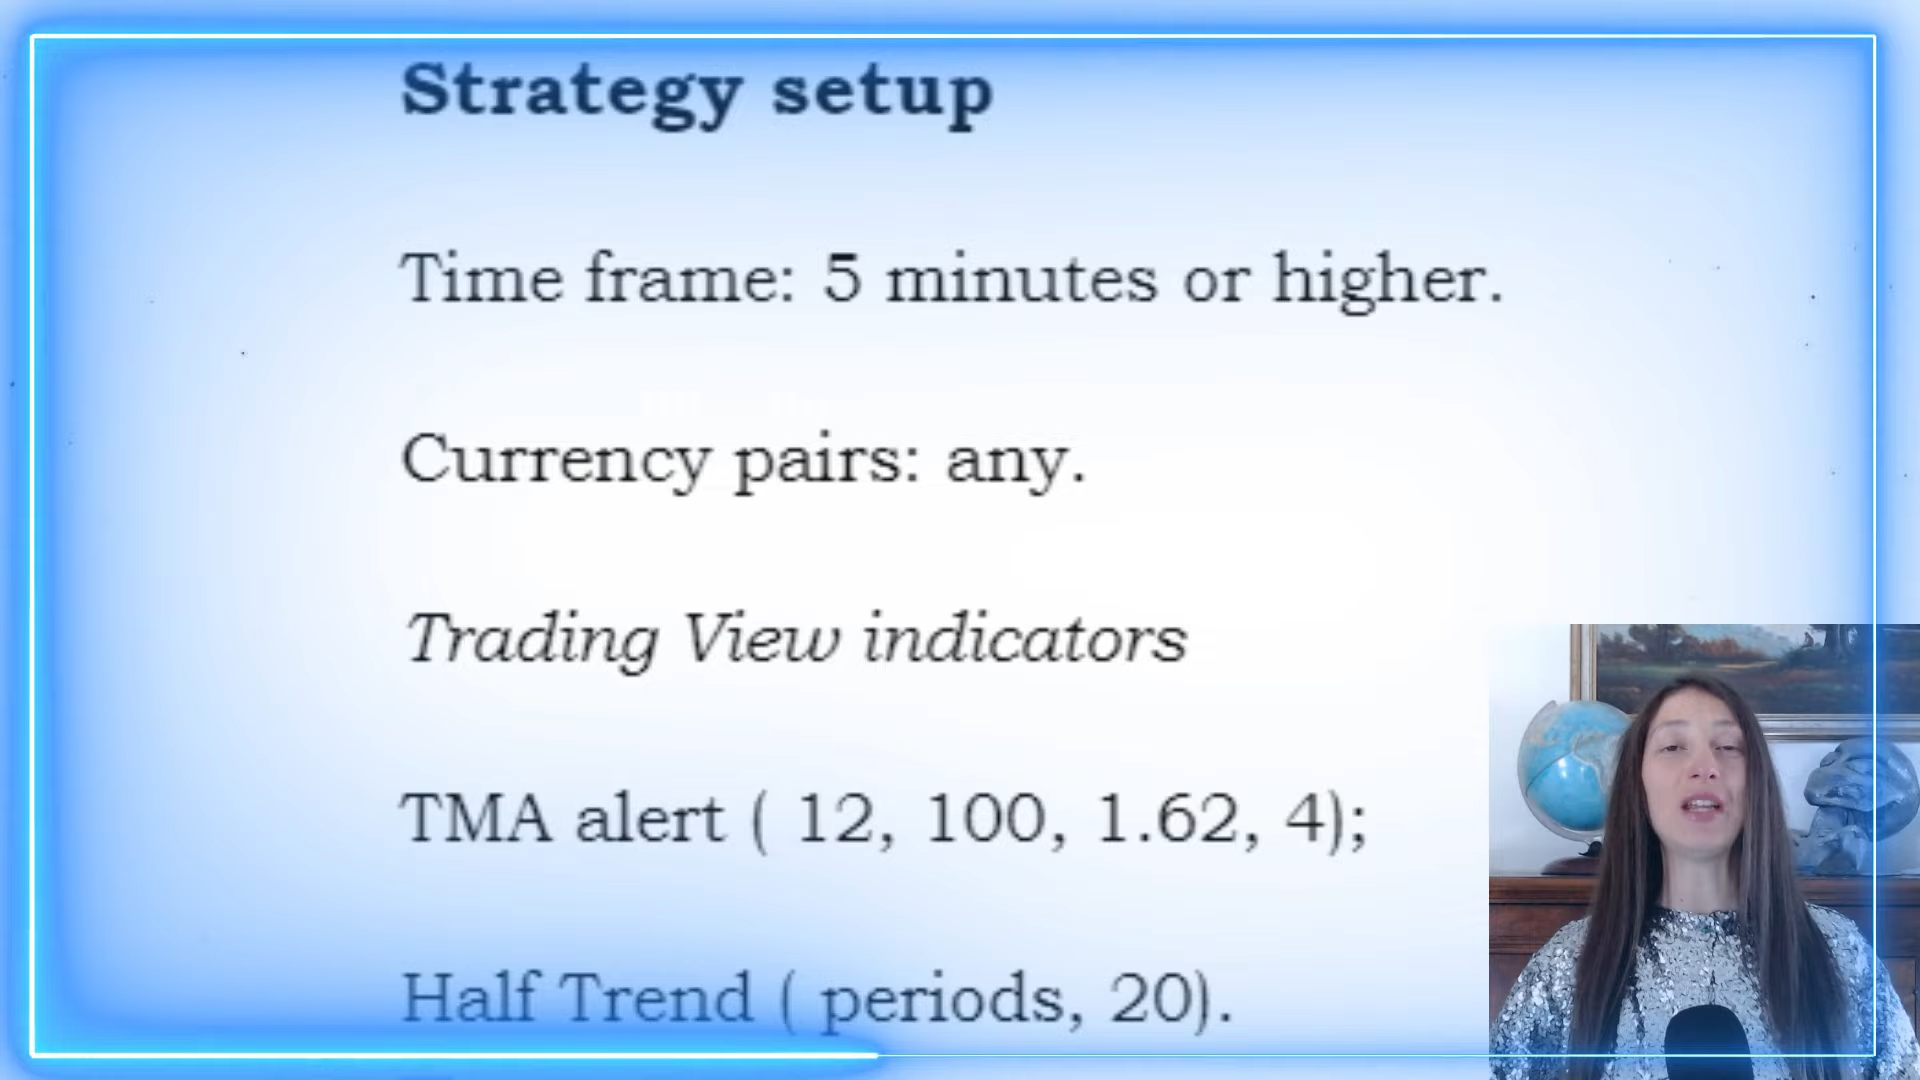 Strategy setup
Time frame: 5 minutes or higher.
Currency pairs: any.
Trading View indicators
TMA alert ( 12, 100, 1.62, 4);
Half Trend ( periods, 20).